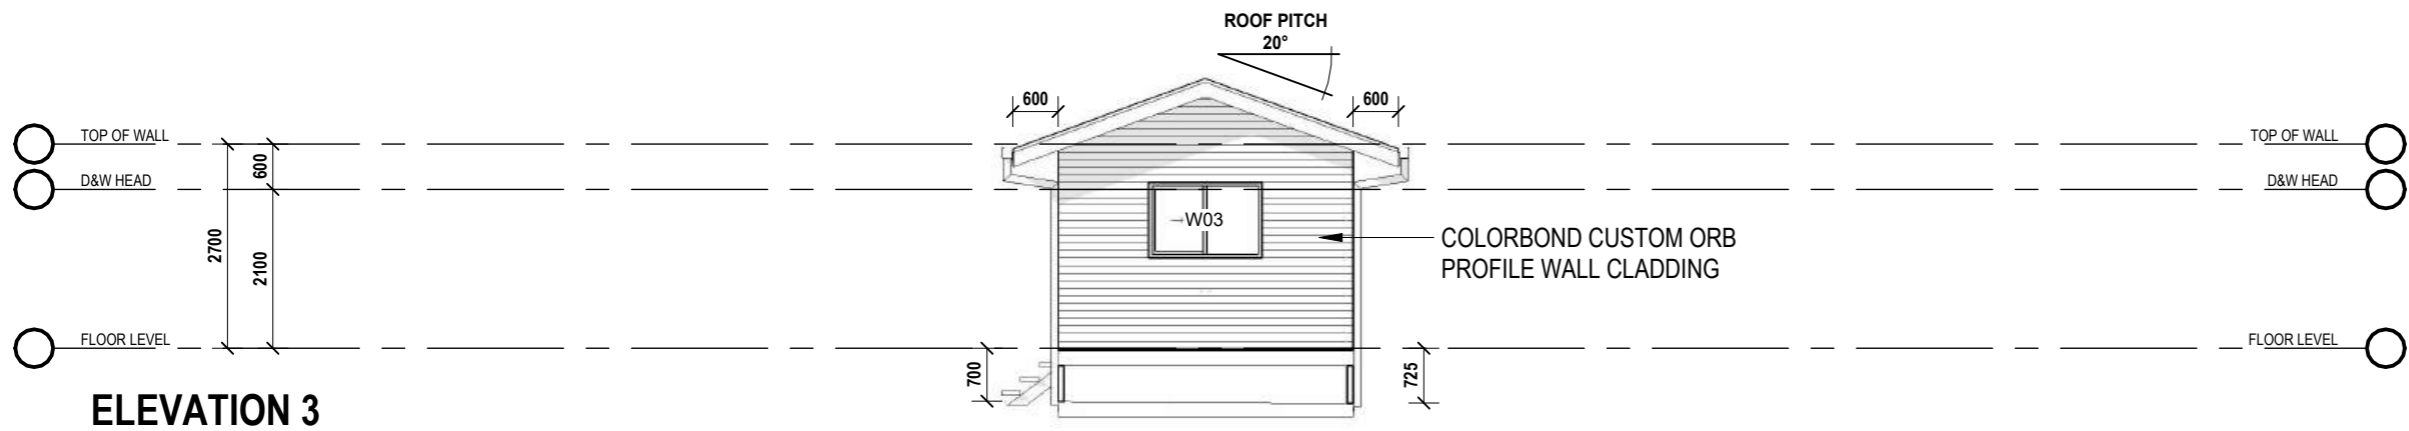 ROOF PITCH
20°
600
600
TOP OF WALL
TOP OF WALL
600
D&W HEAD
D&W HEAD
W03
2700
2100
COLORBOND CUSTOM ORB
PROFILE WALL CLADDING
FLOOR LEVEL
FLOOR LEVEL
700
725
ELEVATION 3